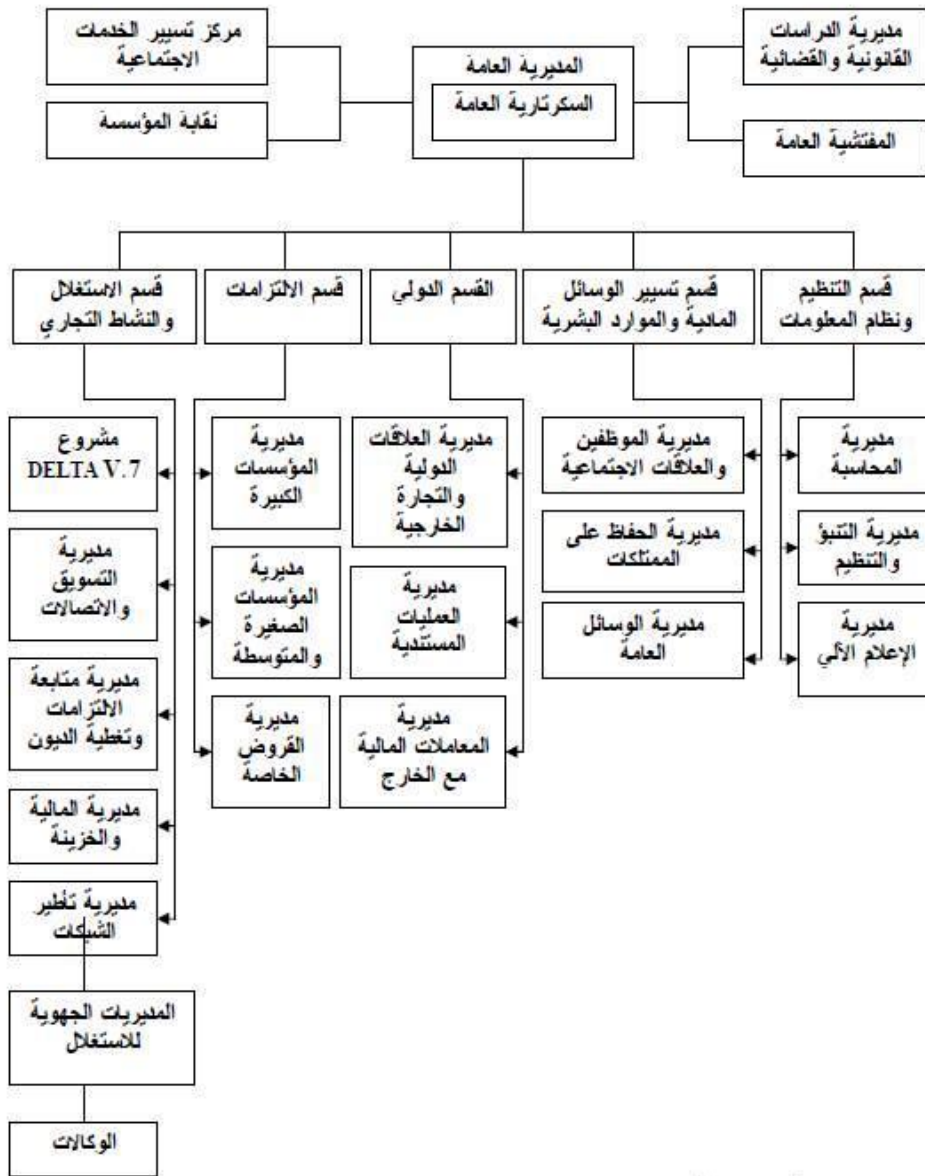 مديرية الدراسات
القانونية والقضائية
المفتشية العامة
المديرية العامة
السكرتارية العامة
مركز تسيير الخدمات
الاجتماعية
نقابة المؤسسة
قسم التنظيم
ونظام المعلومات
قسم تسيير الوسائل
المادية والموارد البشرية
القسم الدولي
قسم الالتزامات
قسم الاستغلال
والنشاط التجاري
مديرية
المحاسبة
مديرية التنبؤ
والتنظيم
مديرية
الإعلام الآلي
مديرية الموظفين
والعلاقات الاجتماعية
مديرية الحفاظ على
الممتلكات
مديرية الوسائل
العامة
مديرية العلاقات
الدولية
والتجارة
الخارجية
مديرية
العمليات
المستندية
مديرية
المعاملات المالية
مع الخارج
مديرية
المؤسسات
الكبيرة
مديرية
المؤسسات
الصغيرة
والمتوسطة
مديرية
القروض
الخاصة
مشروع
DELTA V.7
مديرية
التسويق
والاتصالات
مديرية متابعة
الالتزامات
وتغطية الديون
مديرية المالية
والخزينة
مديرية تأطير
الشبكات
المديريات الجهوية
للاستغلال
الوكالات